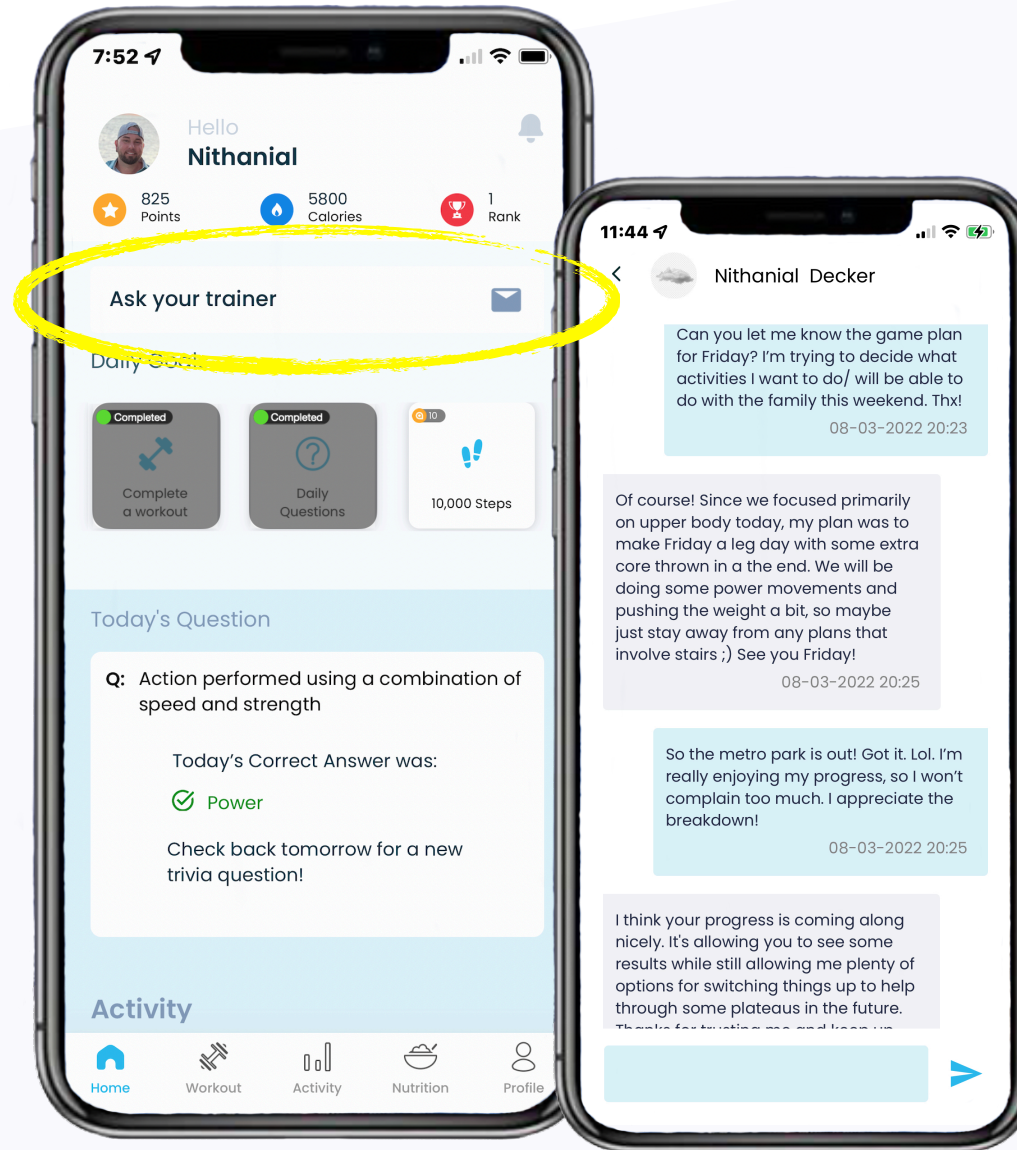 7:52
Hello
Nithanial
825
Points
5800
Calories
1
Rank
Ask your trainer
Daily Goals
Completed
Complete
a workout
Completed
Daily
Questions
10
10,000 Steps
Today's Question
Q: Action performed using a combination of
speed and strength
Today's Correct Answer was:
Power
Check back tomorrow for a new
trivia question!
Activity
Home
Workout
Activity
Nutrition
Profile
11:44
Nithanial Decker
Can you let me know the game plan
for Friday? I'm trying to decide what
activities I want to do/ will be able to
do with the family this weekend. Thx!
08-03-2022 20:23
Of course! Since we focused primarily
on upper body today, my plan was to
make Friday a leg day with some extra
core thrown in a the end. We will be
doing some power movements and
pushing the weight a bit, so maybe
just stay away from any plans that
involve stairs ;) See you Friday!
08-03-2022 20:25
So the metro park is out! Got it. Lol. I'm
really enjoying my progress, so I won't
complain too much. I appreciate the
breakdown!
08-03-2022 20:25
I think your progress is coming along
nicely. It's allowing you to see some
results while still allowing me plenty of
options for switching things up to help
through some plateaus in the future.
Thanks for trusting me and keep up